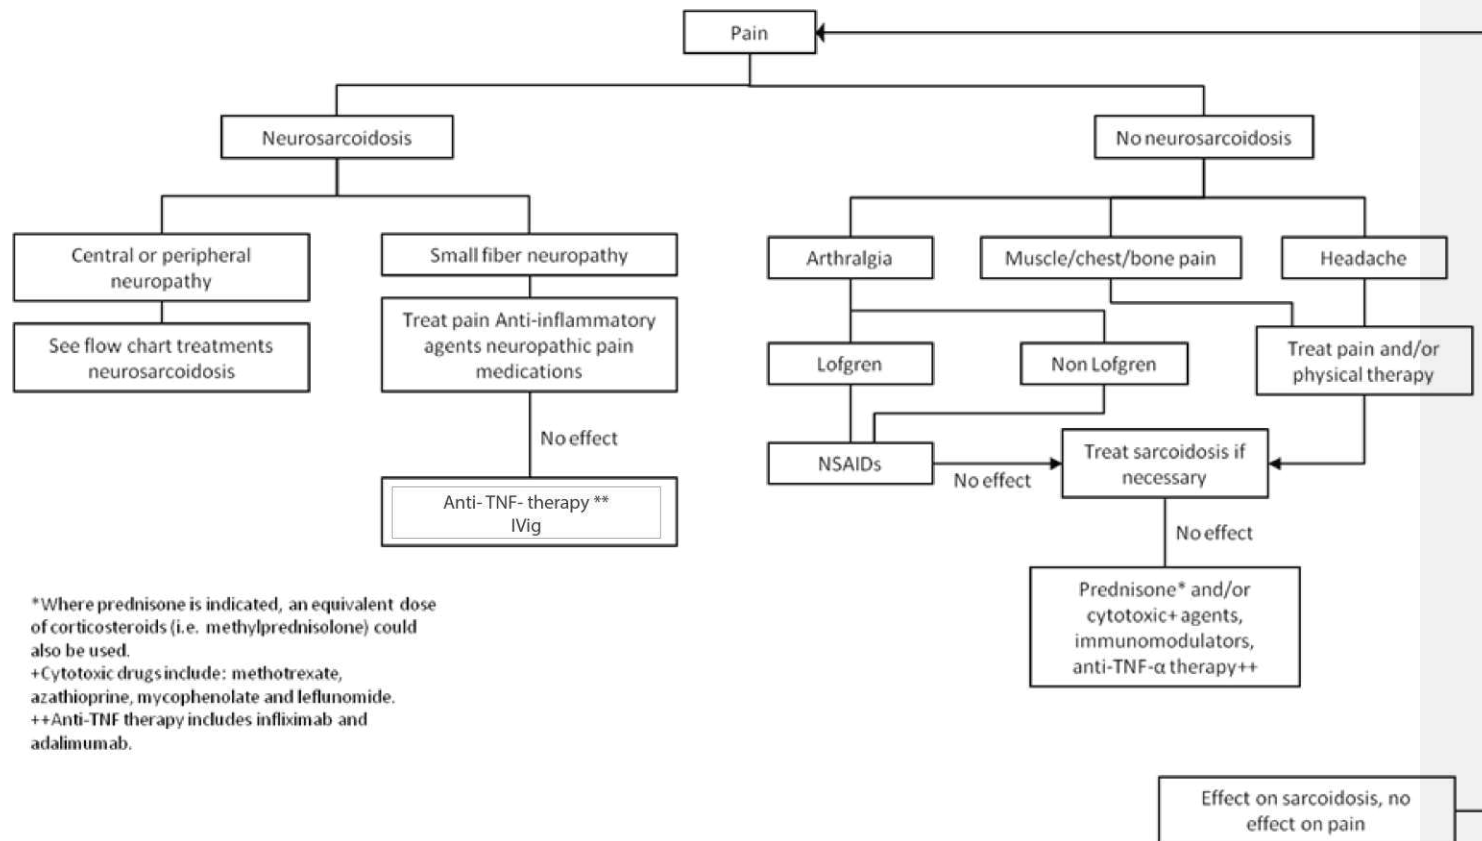 Pain
Neurosarcoidosis
No neurosarcoidosis
Central or peripheral
neuropathy
Small fiber neuropathy
Arthralgia
Muscle/chest/bone pain
Headache
See flow chart treatments
neurosarcoidosis
Treat pain Anti-inflammatory
agents neuropathic pain
medications
Lofgren
Non Lofgren
Treat pain and/or
physical therapy
No effect
NSAIDs
No effect
Treat sarcoidosis if
necessary
Anti-TNF- therapy **
IVig
No effect
Prednisone* and/or
cytotoxic+ agents,
immunomodulators,
anti-TNF-α therapy++
*Where prednisone is indicated, an equivalent dose
of corticosteroids (i.e. methylprednisolone) could
also be used.
+Cytotoxic drugs include: methotrexate,
azathioprine, mycophenolate and leflunomide.
++Anti-TNF therapy includes infliximab and
adalimumab.
Effect on sarcoidosis, no
effect on pain